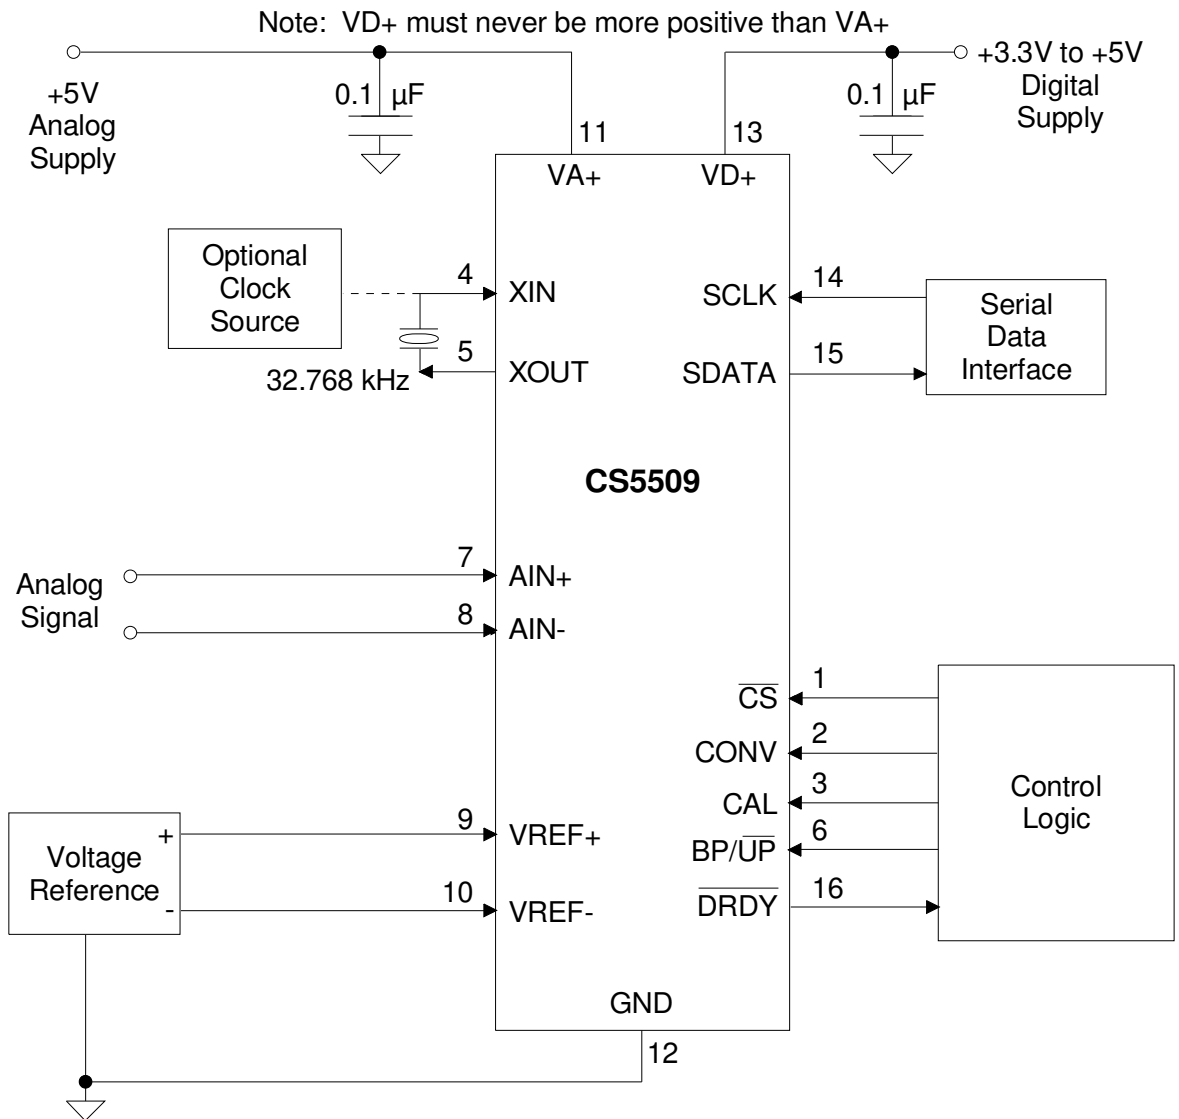 Note: VD+ must never be more positive than VA+
+5V
Analog
Supply
0.1 µF
0.1 µF
+3.3V to +5V
Digital
Supply
11
13
VA+
VD+
Optional
Clock
Source
4
XIN
5
XOUT
32.768 kHz
SCLK
14
SDATA
15
Serial
Data
Interface
CS5509
Analog
Signal
7
AIN+
8
AIN-
C̅S̅
1
CONV
2
CAL
3
BP/U̅P̅
6
D̅R̅D̅Y̅
16
Control
Logic
Voltage
Reference
+
-
9
VREF+
10
VREF-
GND
12